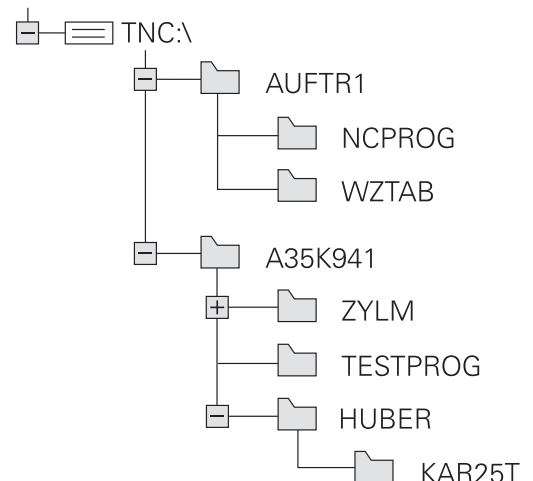 TNC:\
AUFTR1
NCPROG
WZTAB
A35K941
ZYLM
TESTPROG
HUBER
KAR25T